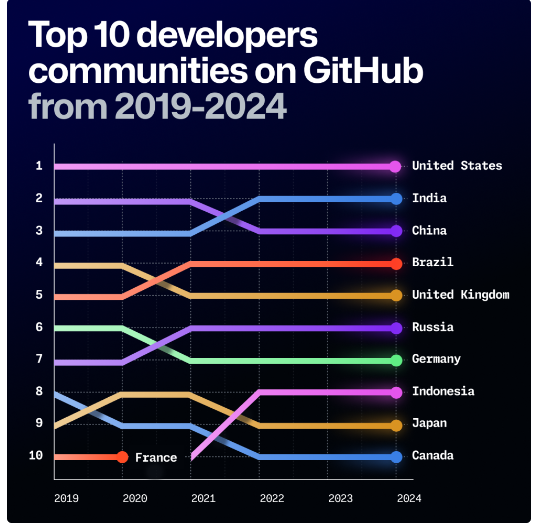 Top 10 developers
communities on GitHub
from 2019-2024
1
United States
2
India
3
China
4
Brazil
5
United Kingdom
6
Russia
7
Germany
8
Indonesia
9
Japan
10
France
Canada
2019
2020
2021
2022
2023
2024